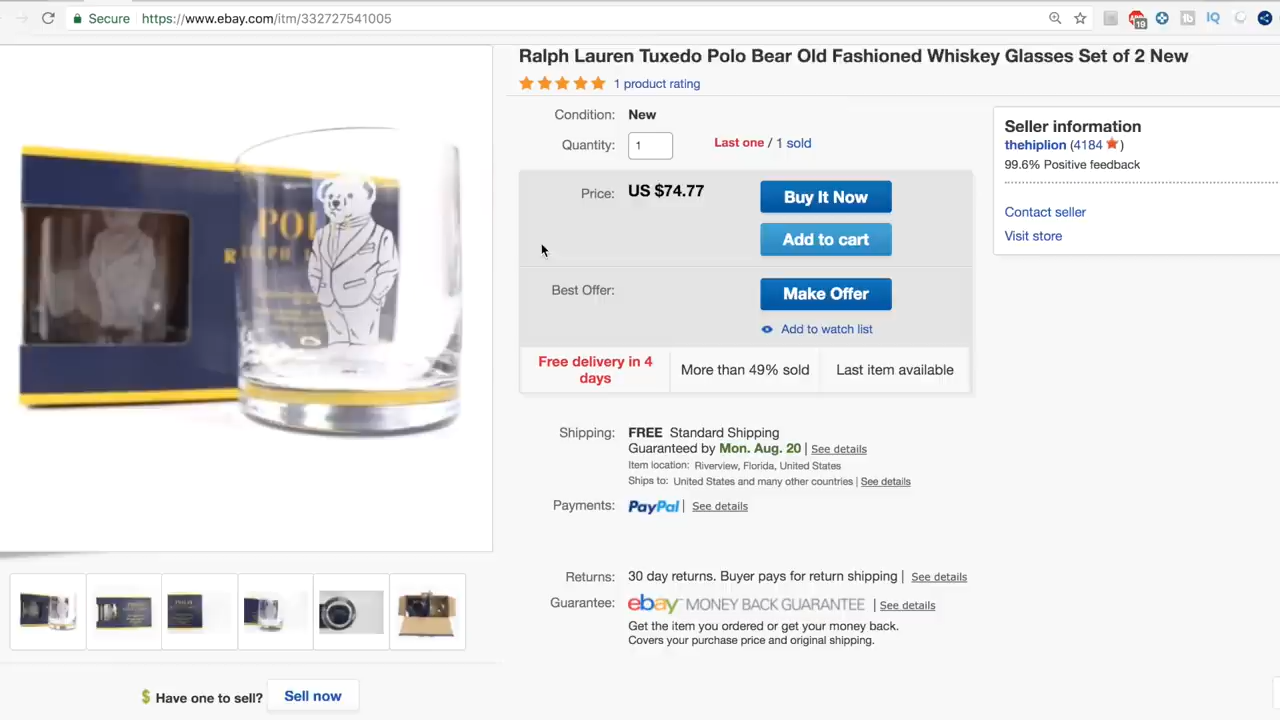 Secure
https://www.ebay.com/itm/332727541005
19
IQ
Ralph Lauren Tuxedo Polo Bear Old Fashioned Whiskey Glasses Set of 2 New
1 product rating
Condition: New
Quantity: 1 Last one / 1 sold
Price: US $74.77
Buy It Now
Add to cart
Best Offer:
Make Offer
Add to watch list
Free delivery in 4
days
More than 49% sold
Last item available
Seller information
thehiplion (4184 )
99.6% Positive feedback
Contact seller
Visit store
Shipping: FREE Standard Shipping
Guaranteed by Mon. Aug. 20 | See details
Item location: Riverview, Florida, United States
Ships to: United States and many other countries | See details
Payments: PayPal | See details
Returns: 30 day returns. Buyer pays for return shipping | See details
Guarantee: ebay MONEY BACK GUARANTEE | See details
Get the item you ordered or get your money back.
Covers your purchase price and original shipping.
$ Have one to sell? Sell now